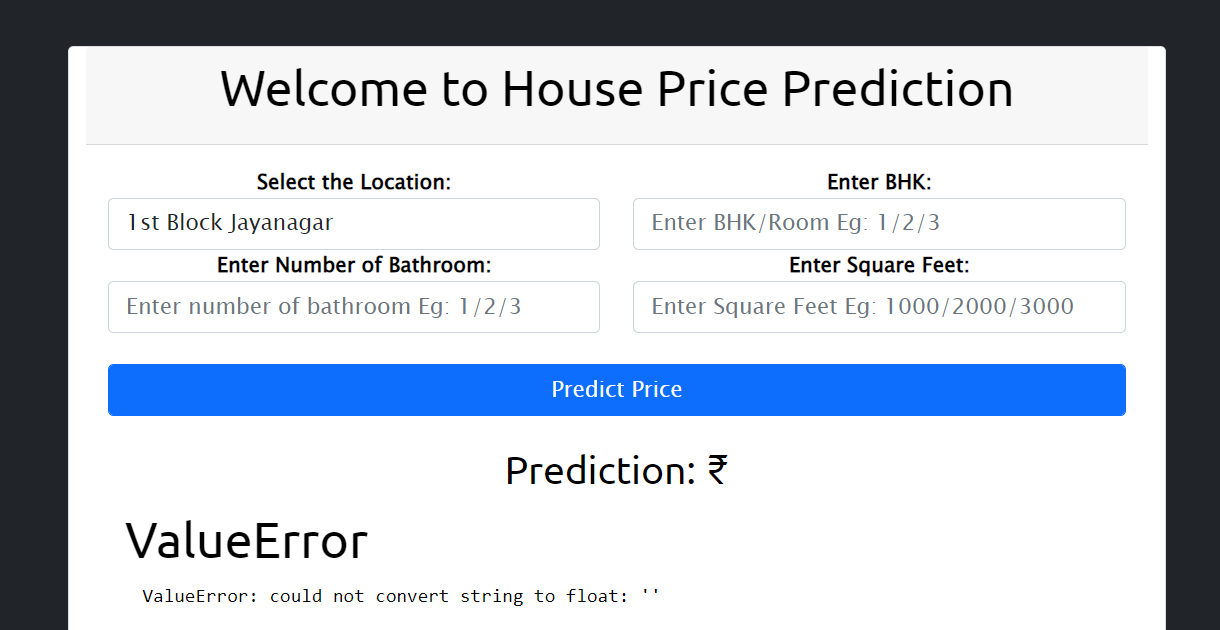 Welcome to House Price Prediction
Select the Location:
Enter BHK:
1st Block Jayanagar
Enter BHK/Room Eg: 1/2/3
Enter Number of Bathroom:
Enter Square Feet:
Enter number of bathroom Eg: 1/2/3
Enter Square Feet Eg: 1000/2000/3000
Predict Price
Prediction: ₹
ValueError
ValueError: could not convert string to float: ''